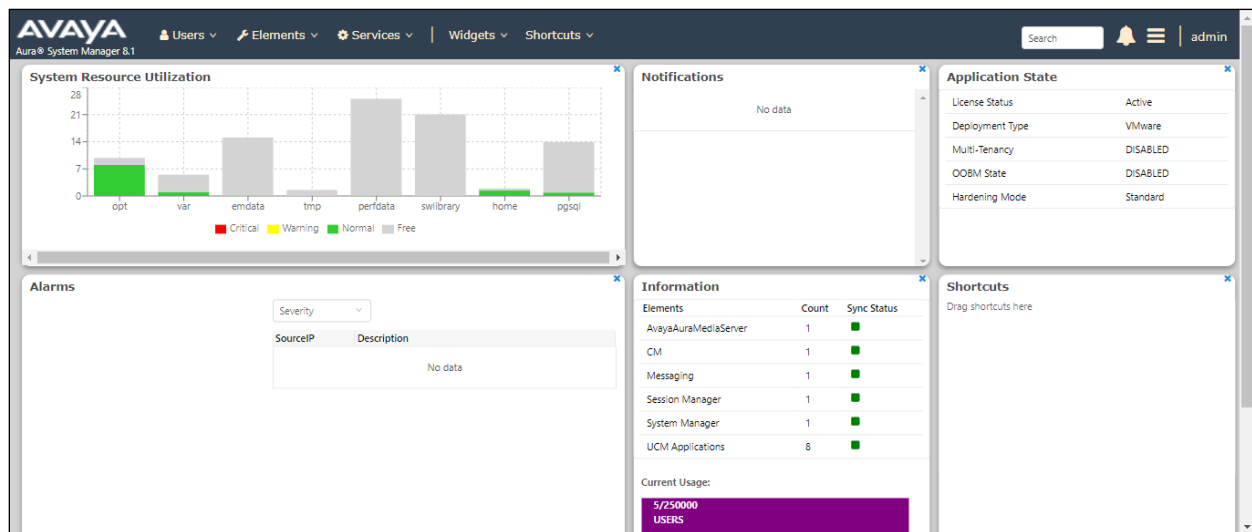 AVAYA
Aura® System Manager 8.1
Users Elements Services | Widgets Shortcuts
Search
admin
System Resource Utilization
28
21
14
7
0
opt var emdata tmp perfdata swlibrary home pgsql
Critical Warning Normal Free
Notifications
No data
Application State
License Status Active
Deployment Type VMware
Multi-Tenancy DISABLED
OOBM State DISABLED
Hardening Mode Standard
Alarms
Severity
SourceIP Description
No data
Information
Elements Count Sync Status
AvayaAuraMediaServer 1
CM 1
Messaging 1
Session Manager 1
System Manager 1
UCM Applications 8
Current Usage:
5/250000
USERS
Shortcuts
Drag shortcuts here